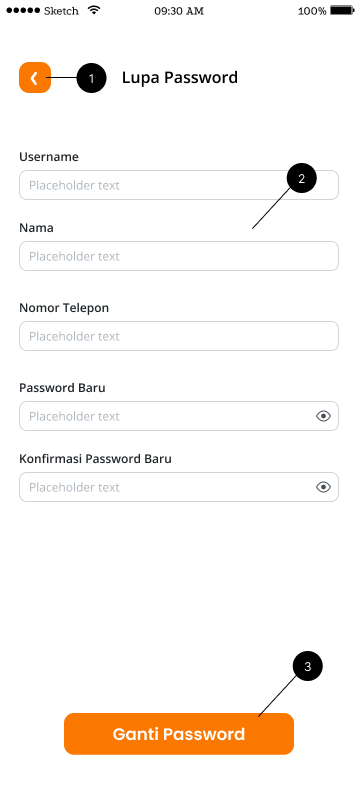 Sketch 09:30 AM 100%
1 Lupa Password
Username
2
Placeholder text
Nama
Placeholder text
Nomor Telepon
Placeholder text
Password Baru
Placeholder text
Konfirmasi Password Baru
Placeholder text
3
Ganti Password